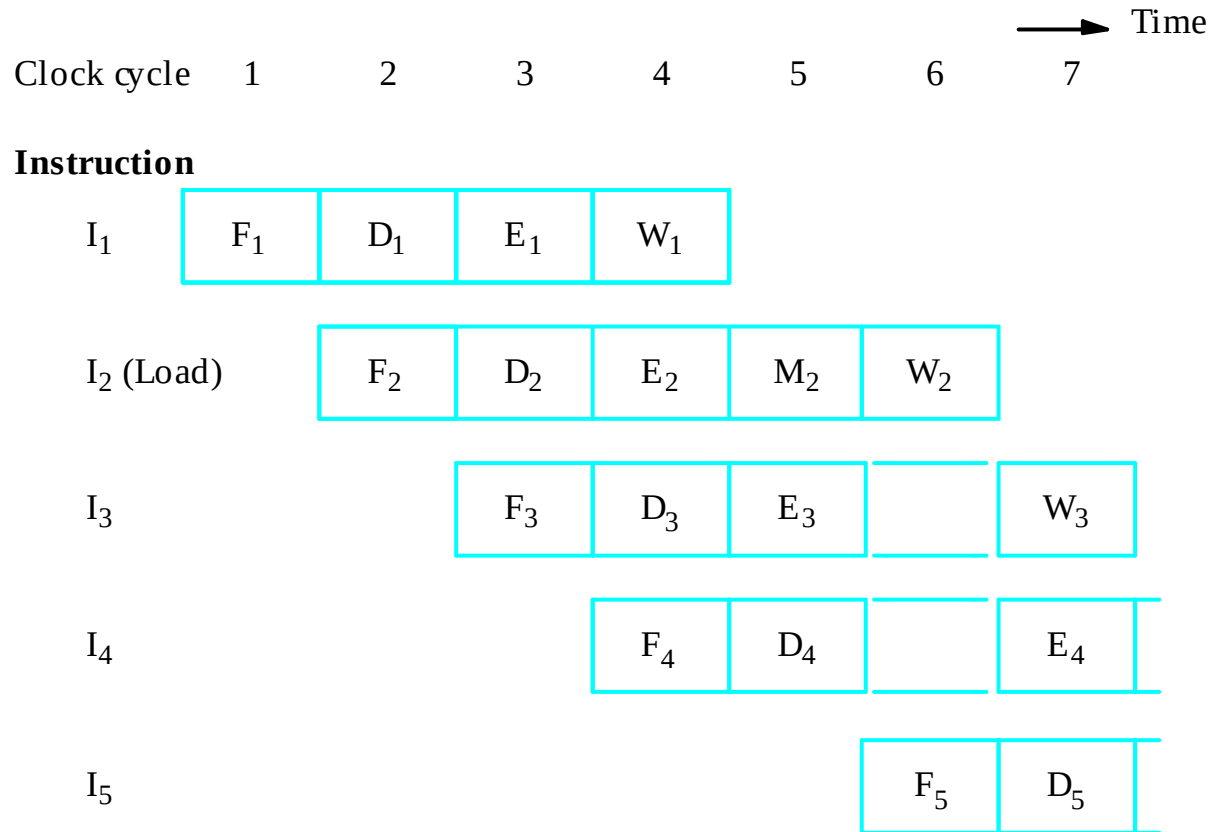 Time
Clock cycle 1 2 3 4 5 6 7
Instruction
I1 F1 D1 E1 W1
I2 (Load) F2 D2 E2 M2 W2
I3 F3 D3 E3 W3
I4 F4 D4 E4
I5 F5 D5